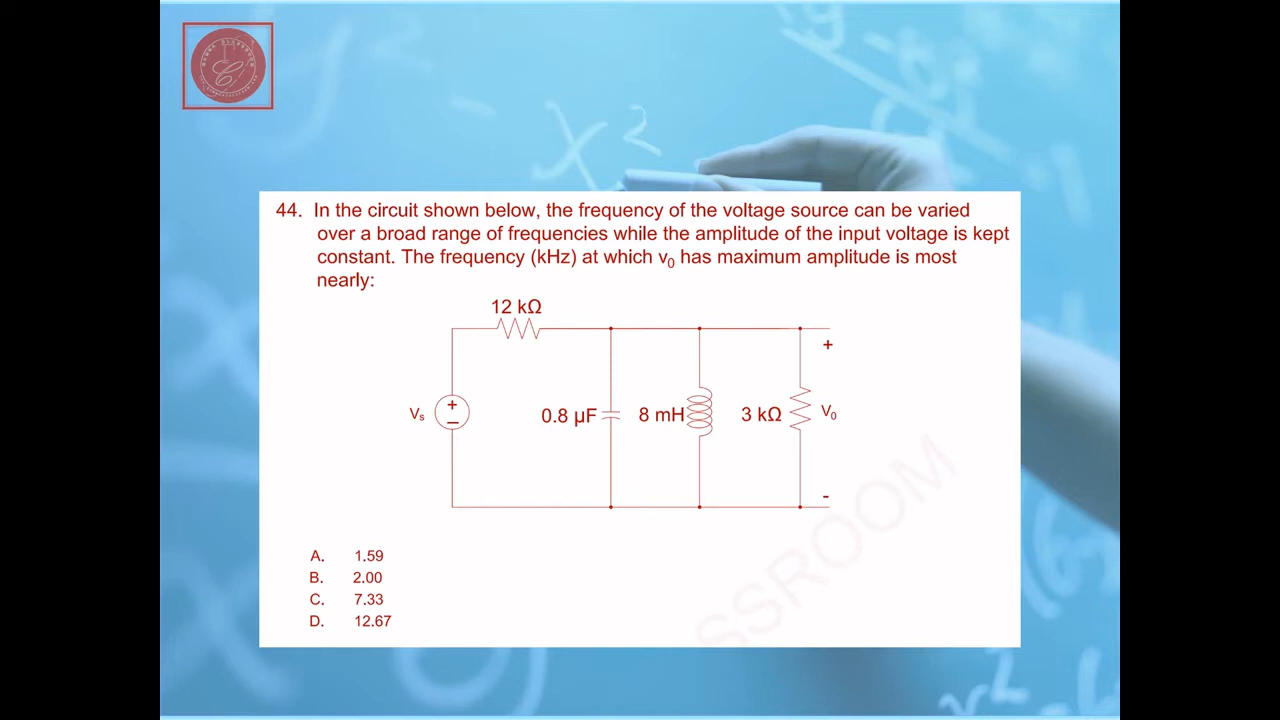 44. In the circuit shown below, the frequency of the voltage source can be varied
over a broad range of frequencies while the amplitude of the input voltage is kept
constant. The frequency (kHz) at which v₀ has maximum amplitude is most
nearly:
12 kΩ
+
Vₛ + −
0.8 µF
8 mH
3 kΩ
V₀
-
A. 1.59
B. 2.00
C. 7.33
D. 12.67
SSROOM
x²